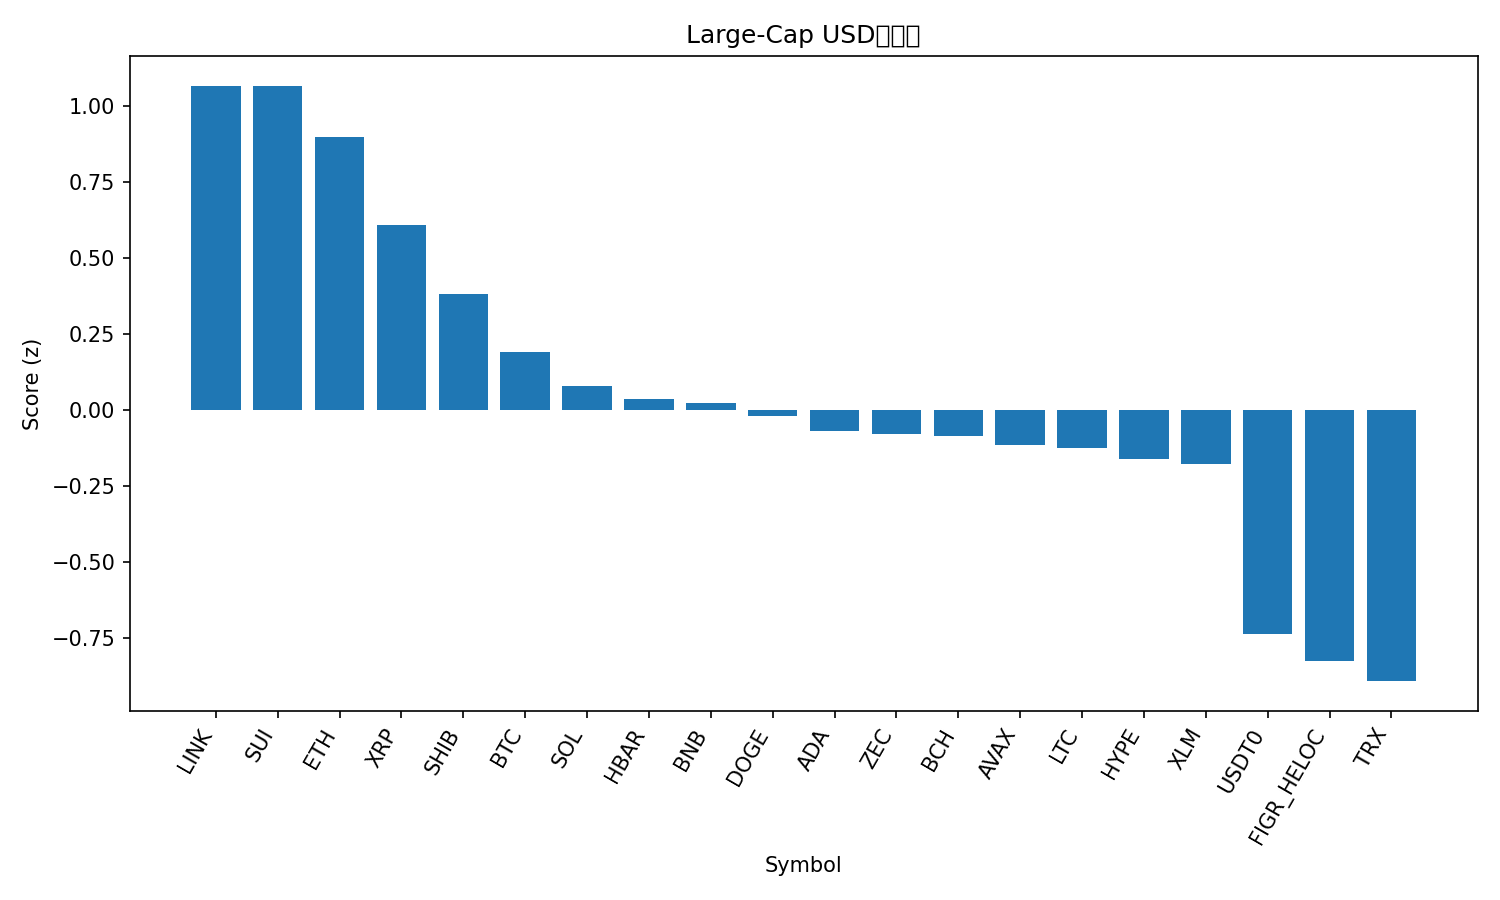 Large-Cap USD
Score (z)
1.00
0.75
0.50
0.25
0.00
−0.25
−0.50
−0.75
LINK
SUI
ETH
XRP
SHIB
BTC
SOL
HBAR
BNB
DOGE
ADA
ZEC
BCH
AVAX
LTC
HYPE
XLM
USDT0
FIGR_HELOC
TRX
Symbol